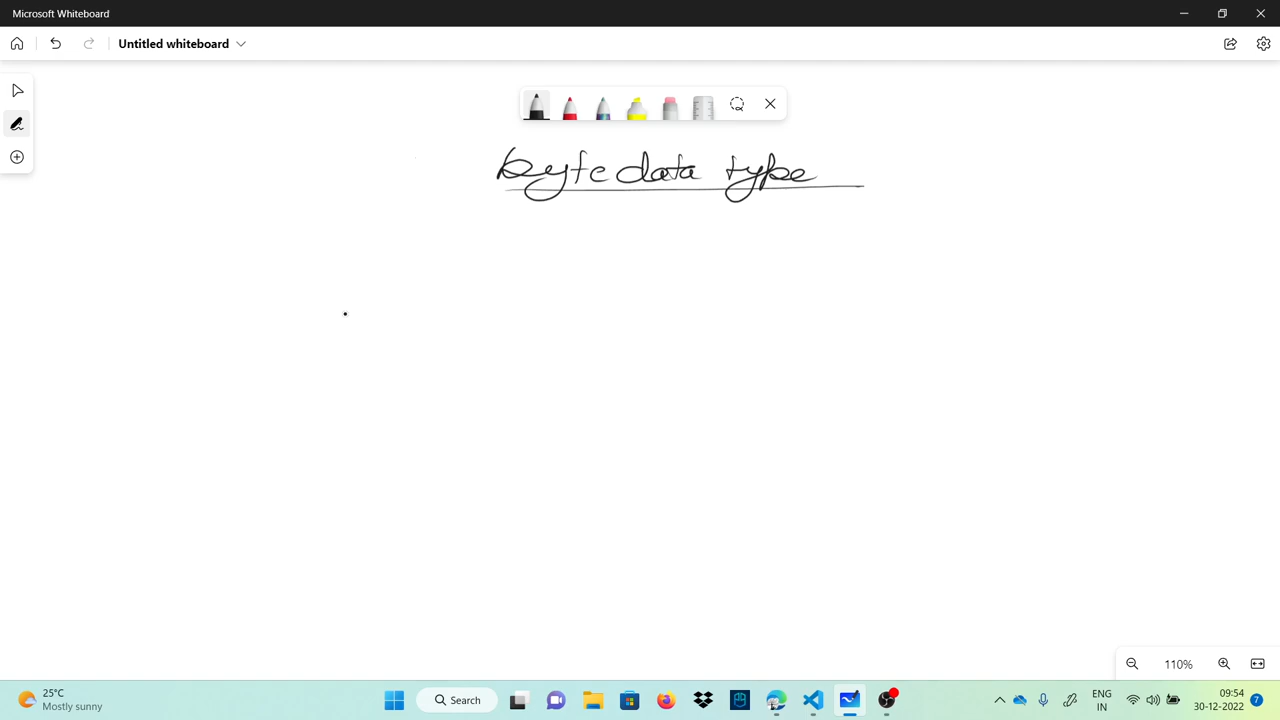 Microsoft Whiteboard
Untitled whiteboard
byte data type
110%
25°C
Mostly sunny
Search
ENG
IN
09:54
30-12-2022
7